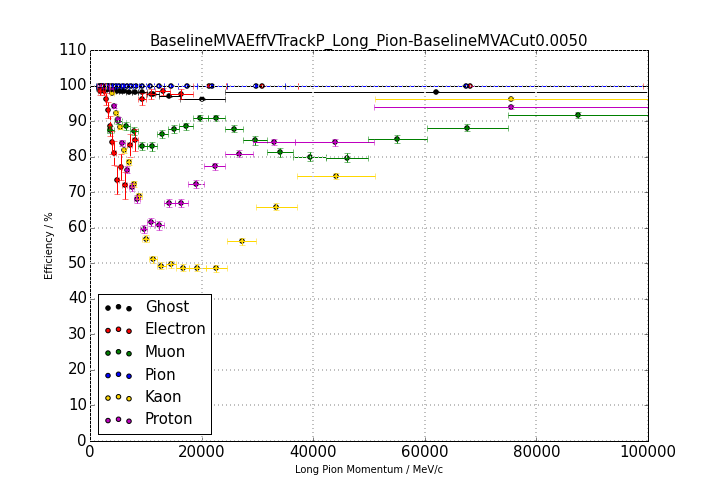 BaselineMVAEffVTrackP_Long_Pion-BaselineMVACut0.0050
110
100
90
80
70
60
50
40
30
20
10
0
Efficiency / %
Ghost
Electron
Muon
Pion
Kaon
Proton
0 20000 40000 60000 80000 100000
Long Pion Momentum / MeV/c